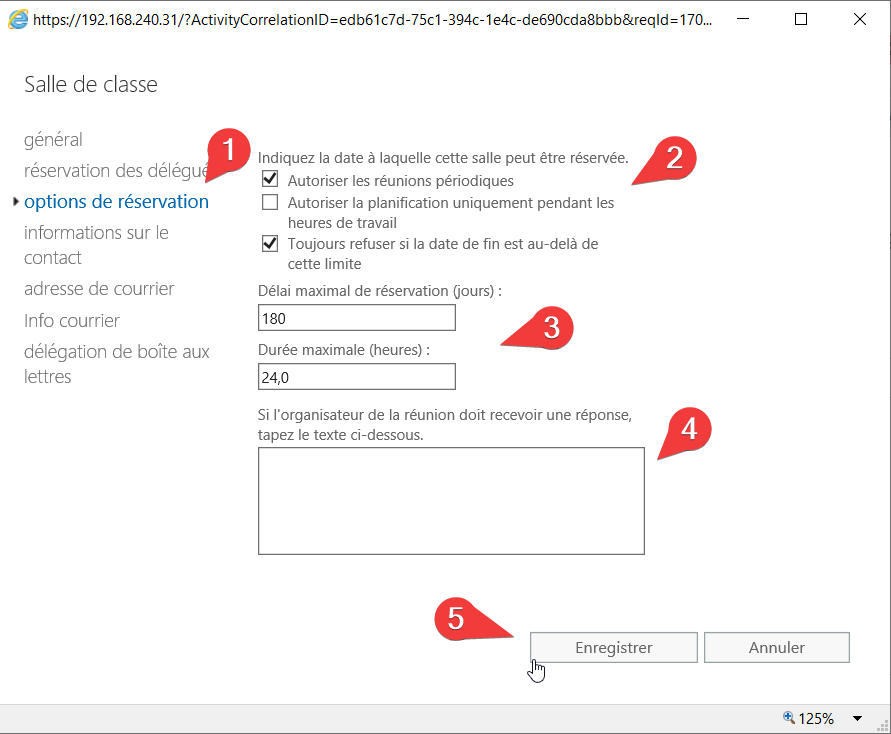 https://192.168.240.31/?ActivityCorrelationID=edb61c7d-75c1-394c-1e4c-de690cda8bbb&reqId=170...
Salle de classe
général
réservation des délégué
options de réservation
informations sur le
contact
adresse de courrier
Info courrier
délégation de boîte aux
lettres
1
Indiquez la date à laquelle cette salle peut être réservée.
2
Autoriser les réunions périodiques
Autoriser la planification uniquement pendant les
heures de travail
Toujours refuser si la date de fin est au-delà de
cette limite
Délai maximal de réservation (jours) :
180
3
Durée maximale (heures) :
24,0
Si l'organisateur de la réunion doit recevoir une réponse,
tapez le texte ci-dessous.
4
5
Enregistrer
Annuler
125%